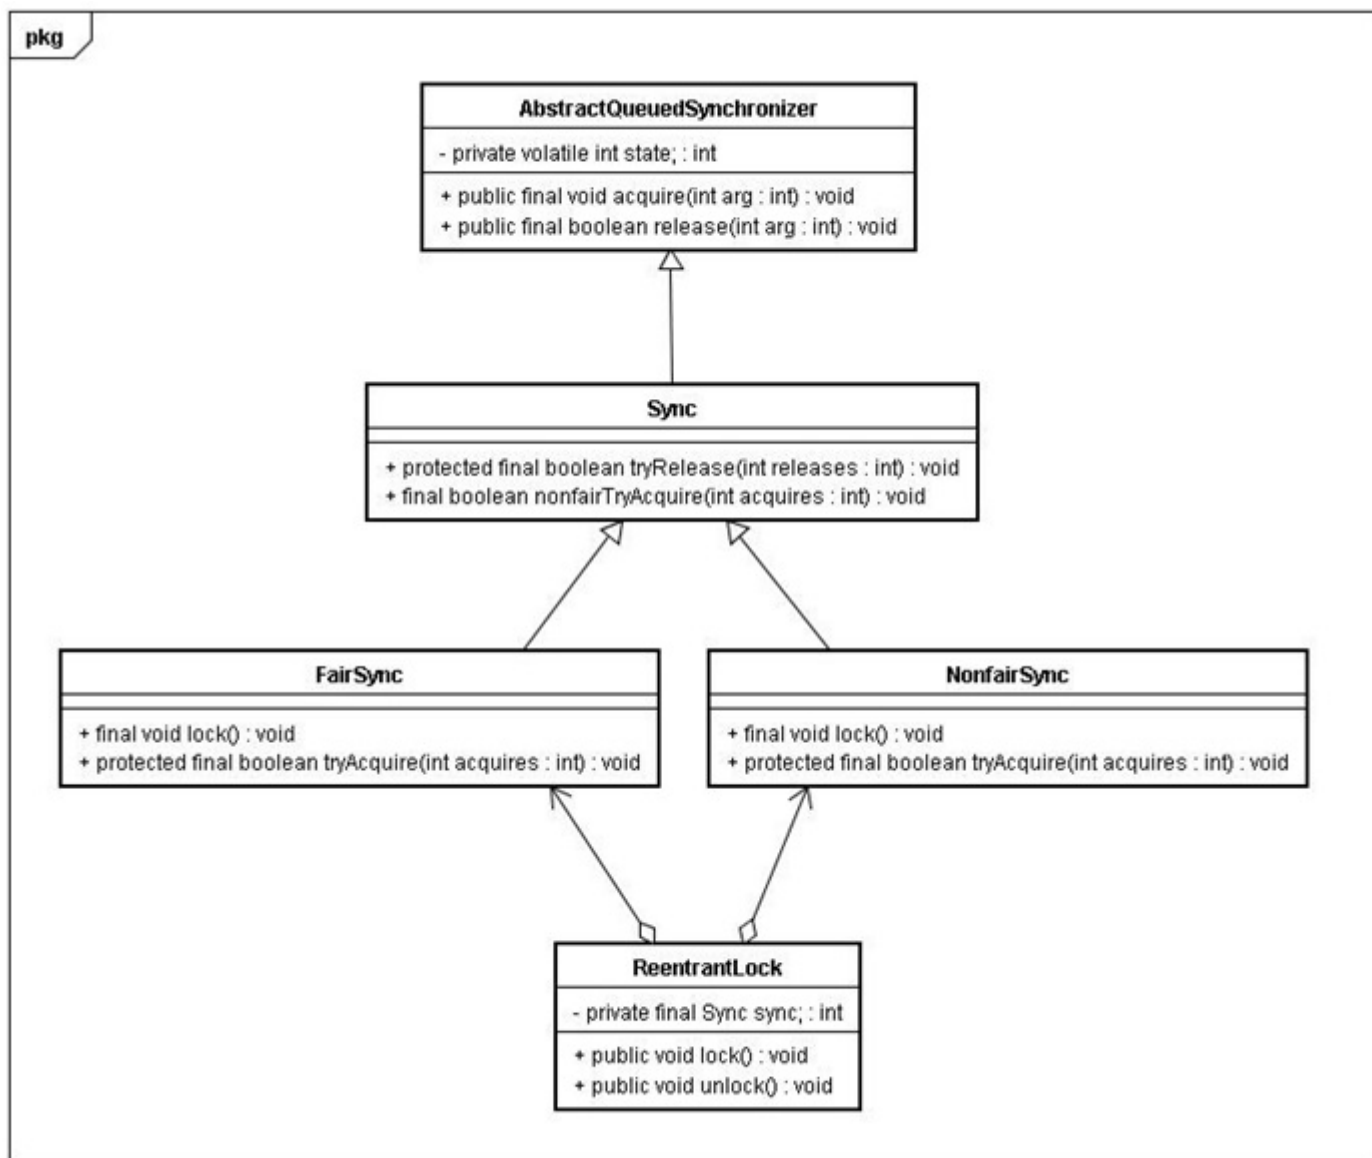 pkg
AbstractQueuedSynchronizer
- private volatile int state; : int
+ public final void acquire(int arg : int) : void
+ public final boolean release(int arg : int) : void
Sync
+ protected final boolean tryRelease(int releases : int) : void
+ final boolean nonfairTryAcquire(int acquires : int) : void
FairSync
+ final void lock() : void
+ protected final boolean tryAcquire(int acquires : int) : void
NonfairSync
+ final void lock() : void
+ protected final boolean tryAcquire(int acquires : int) : void
ReentrantLock
- private final Sync sync; : int
+ public void lock() : void
+ public void unlock() : void